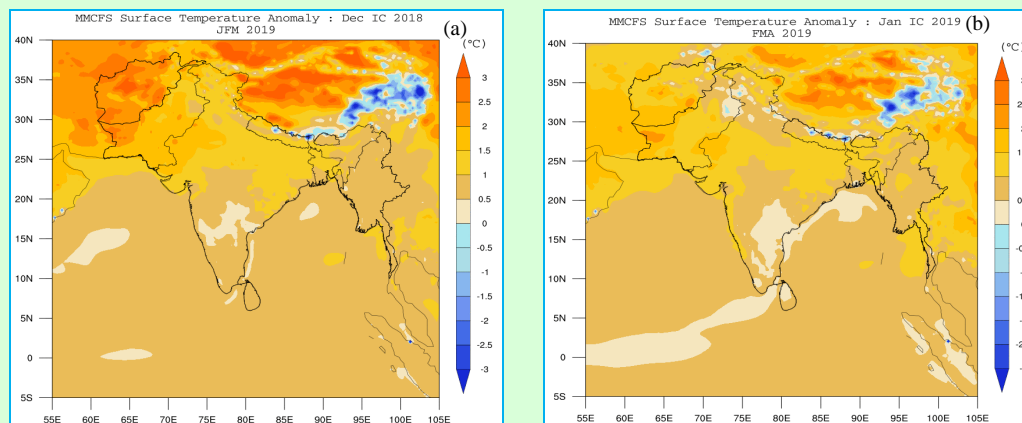 MMCFS Surface Temperature Anomaly : Dec IC 2018
JFM 2019
(a)
(°C)
40N
35N
30N
25N
20N
15N
10N
5N
0
5S
55E 60E 65E 70E 75E 80E 85E 90E 95E 100E 105E
3
2.5
2
1.5
1
0.5
0
-0.5
-1
-1.5
-2
-2.5
-3
MMCFS Surface Temperature Anomaly : Jan IC 2019
FMA 2019
(b)
(°C)
40N
35N
30N
25N
20N
15N
10N
5N
0
5S
55E 60E 65E 70E 75E 80E 85E 90E 95E 100E 105E